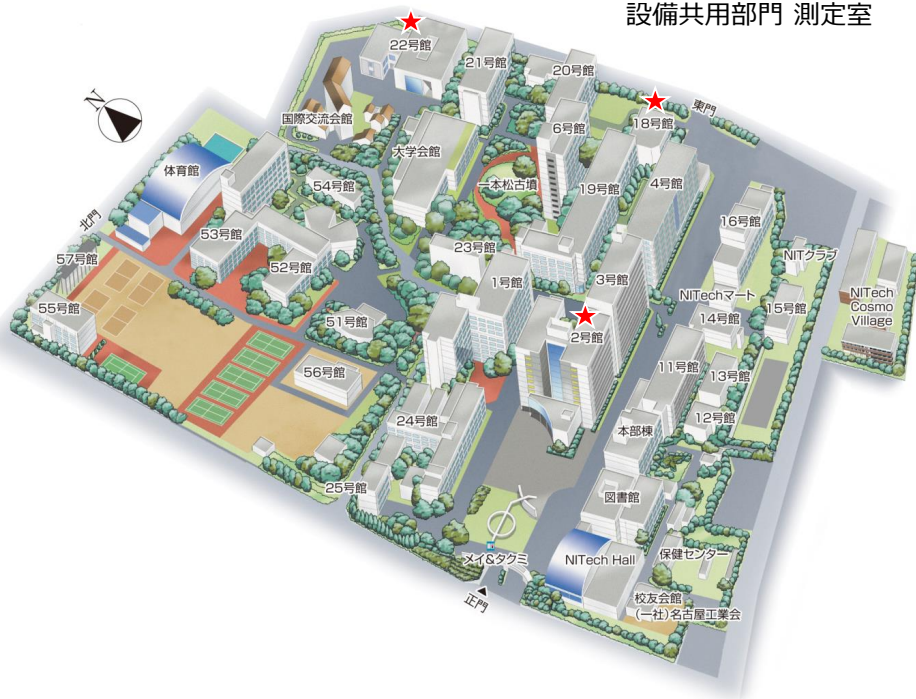 設備共用部門 測定室
22号館
21号館
20号館
東門
N
国際交流会館
6号館
18号館
大学会館
体育館
54号館
一本松古墳
19号館
4号館
16号館
北門
53号館
23号館
NITクラブ
57号館
52号館
1号館
3号館
NITechマート
NITech
Cosmo
Village
55号館
51号館
2号館
14号館
15号館
56号館
11号館
13号館
24号館
12号館
本部棟
25号館
図書館
メイ&タクミ
NITech Hall
保健センター
正門
校友会館
(一社)名古屋工業会